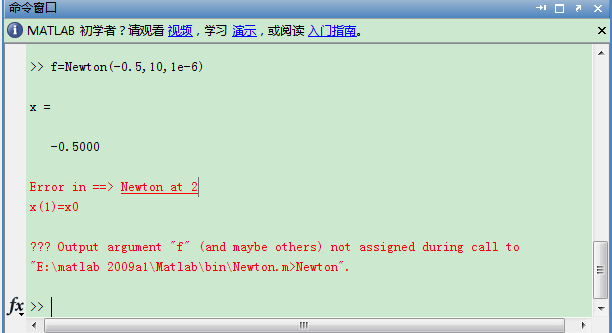 命令窗口
MATLAB 初学者?请观看 视频,学习 演示,或阅读 入门指南。
>> f=Newton(-0.5,10,1e-6)
x =
-0.5000
Error in ==> Newton at 2
x(1)=x0
??? Output argument "f" (and maybe others) not assigned during call to
"E:\matlab 2009a1\Matlab\bin\Newton.m>Newton".
fx >>